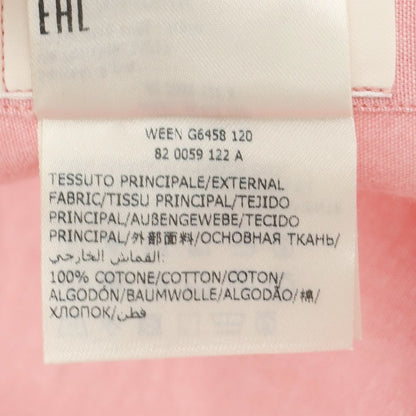 EAC
WEEN G6458 120
82 0059 122 A
TESSUTO PRINCIPALE/EXTERNAL
FABRIC/TISSU PRINCIPAL/TEJIDO
PRINCIPAL/AUßENGEWEBE/TECIDO
PRINCIPAL/外部面料/ОСНОВНАЯ ТКАНЬ/
القماش الخارجي:
100% COTONE/COTTON/COTON/
ALGODÓN/BAUMWOLLE/ALGODÃO/棉/
ХЛОПОК/قطن